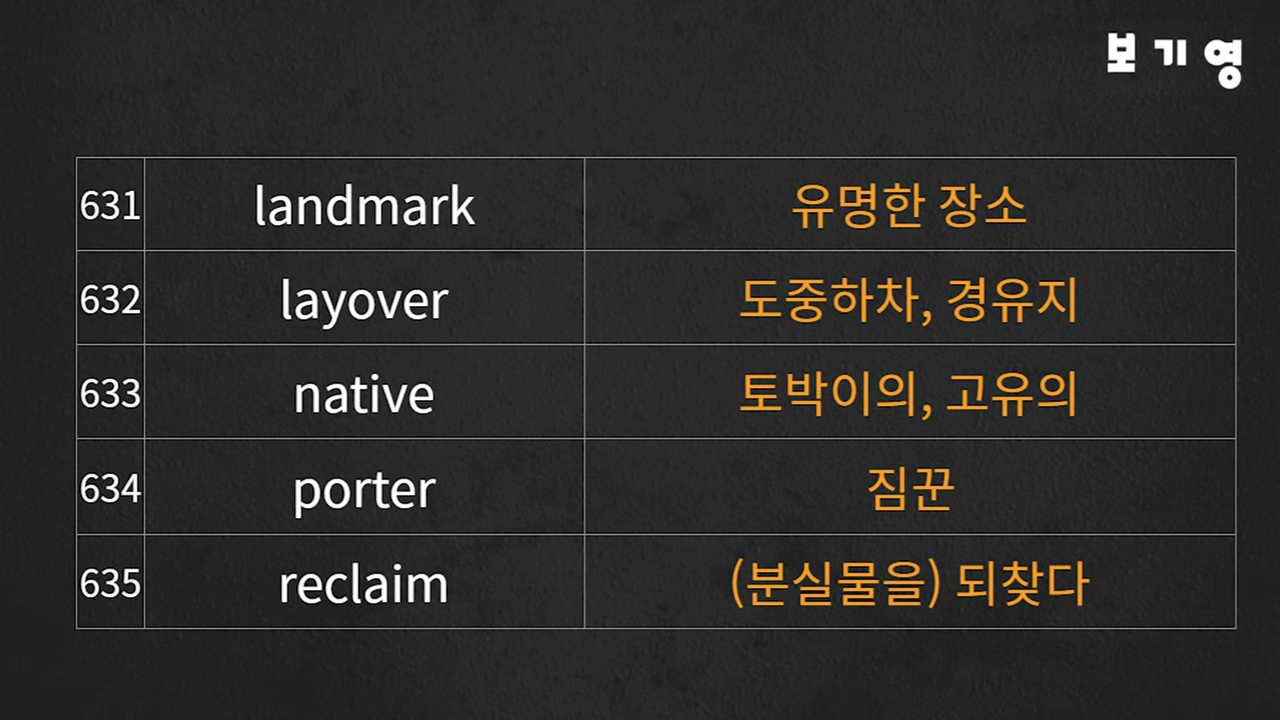 보기영
631 landmark 유명한 장소
632 layover 도중하차, 경유지
633 native 토박이의, 고유의
634 porter 짐꾼
635 reclaim (분실물을) 되찾다